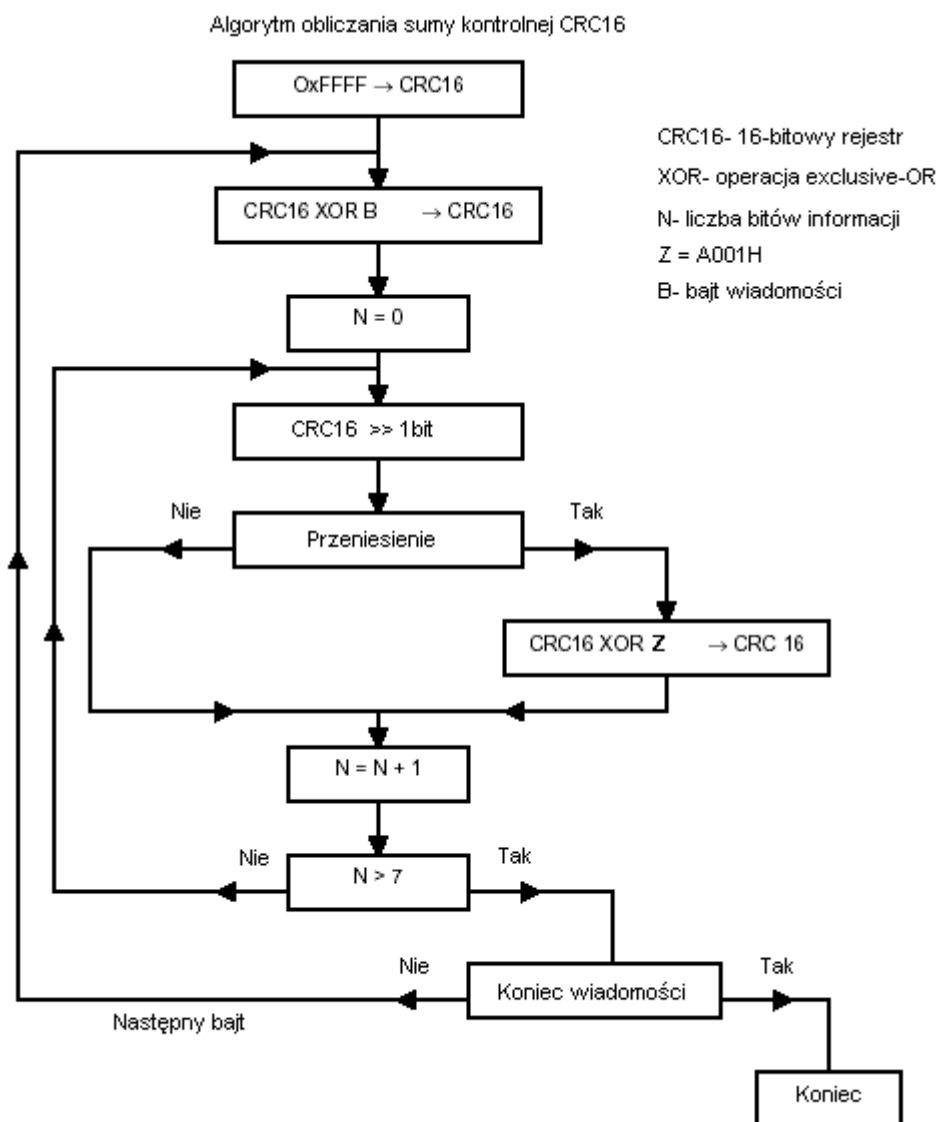 Algorytm obliczania sumy kontrolnej CRC16
OxFFFF → CRC16
CRC16- 16-bitowy rejestr
XOR- operacja exclusive-OR
CRC16 XOR B → CRC16
N- liczba bitów informacji
Z = A001H
B- bajt wiadomości
N = 0
CRC16 >> 1bit
Nie
Tak
Przeniesienie
CRC16 XOR Z → CRC 16
N = N + 1
Nie
Tak
N > 7
Nie
Tak
Koniec wiadomości
Następny bajt
Koniec